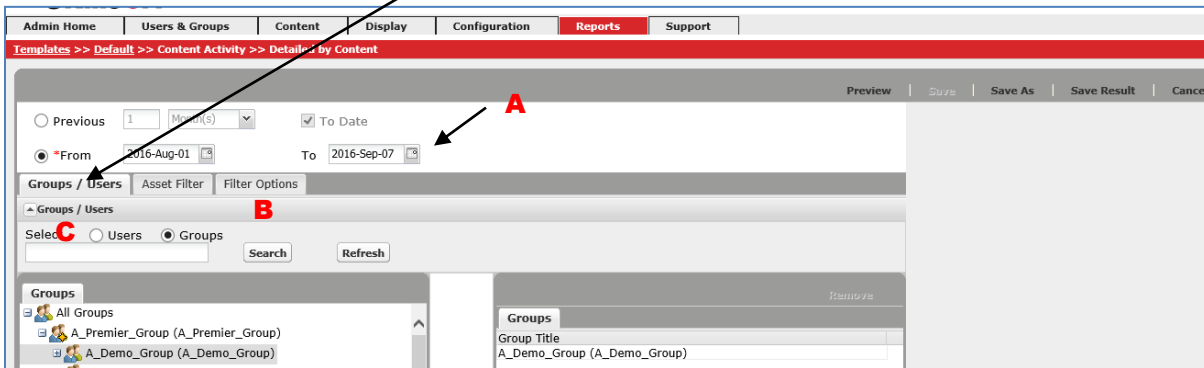 Admin Home Users & Groups Content Display Configuration Reports Support
Templates >> Default >> Content Activity >> Detailed by Content
Preview Save Save As Save Result Cance
Previous 1 Month(s) To Date
A
*From 2016-Aug-01 To 2016-Sep-07
Groups / Users Asset Filter Filter Options
Groups / Users
B
Selec C Users Groups
Search Refresh
Groups
Remove
All Groups
Groups
A_Premier_Group (A_Premier_Group)
Group Title
A_Demo_Group (A_Demo_Group) A_Demo_Group (A_Demo_Group)